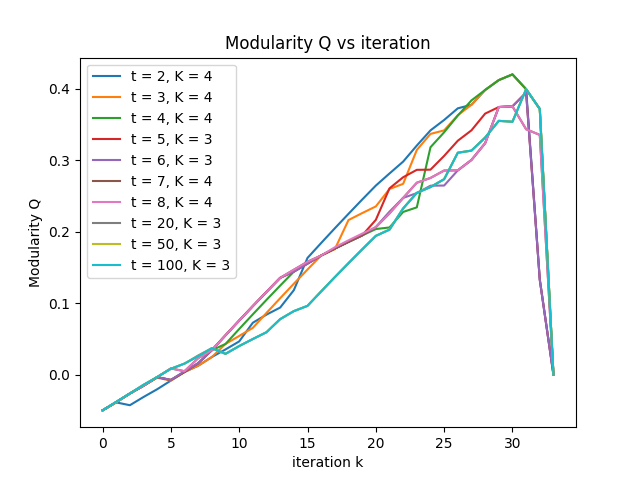 Modularity Q vs iteration
Modularity Q
0.4
0.3
0.2
0.1
0.0
t = 2, K = 4
t = 3, K = 4
t = 4, K = 4
t = 5, K = 3
t = 6, K = 3
t = 7, K = 4
t = 8, K = 4
t = 20, K = 3
t = 50, K = 3
t = 100, K = 3
0 5 10 15 20 25 30
iteration k